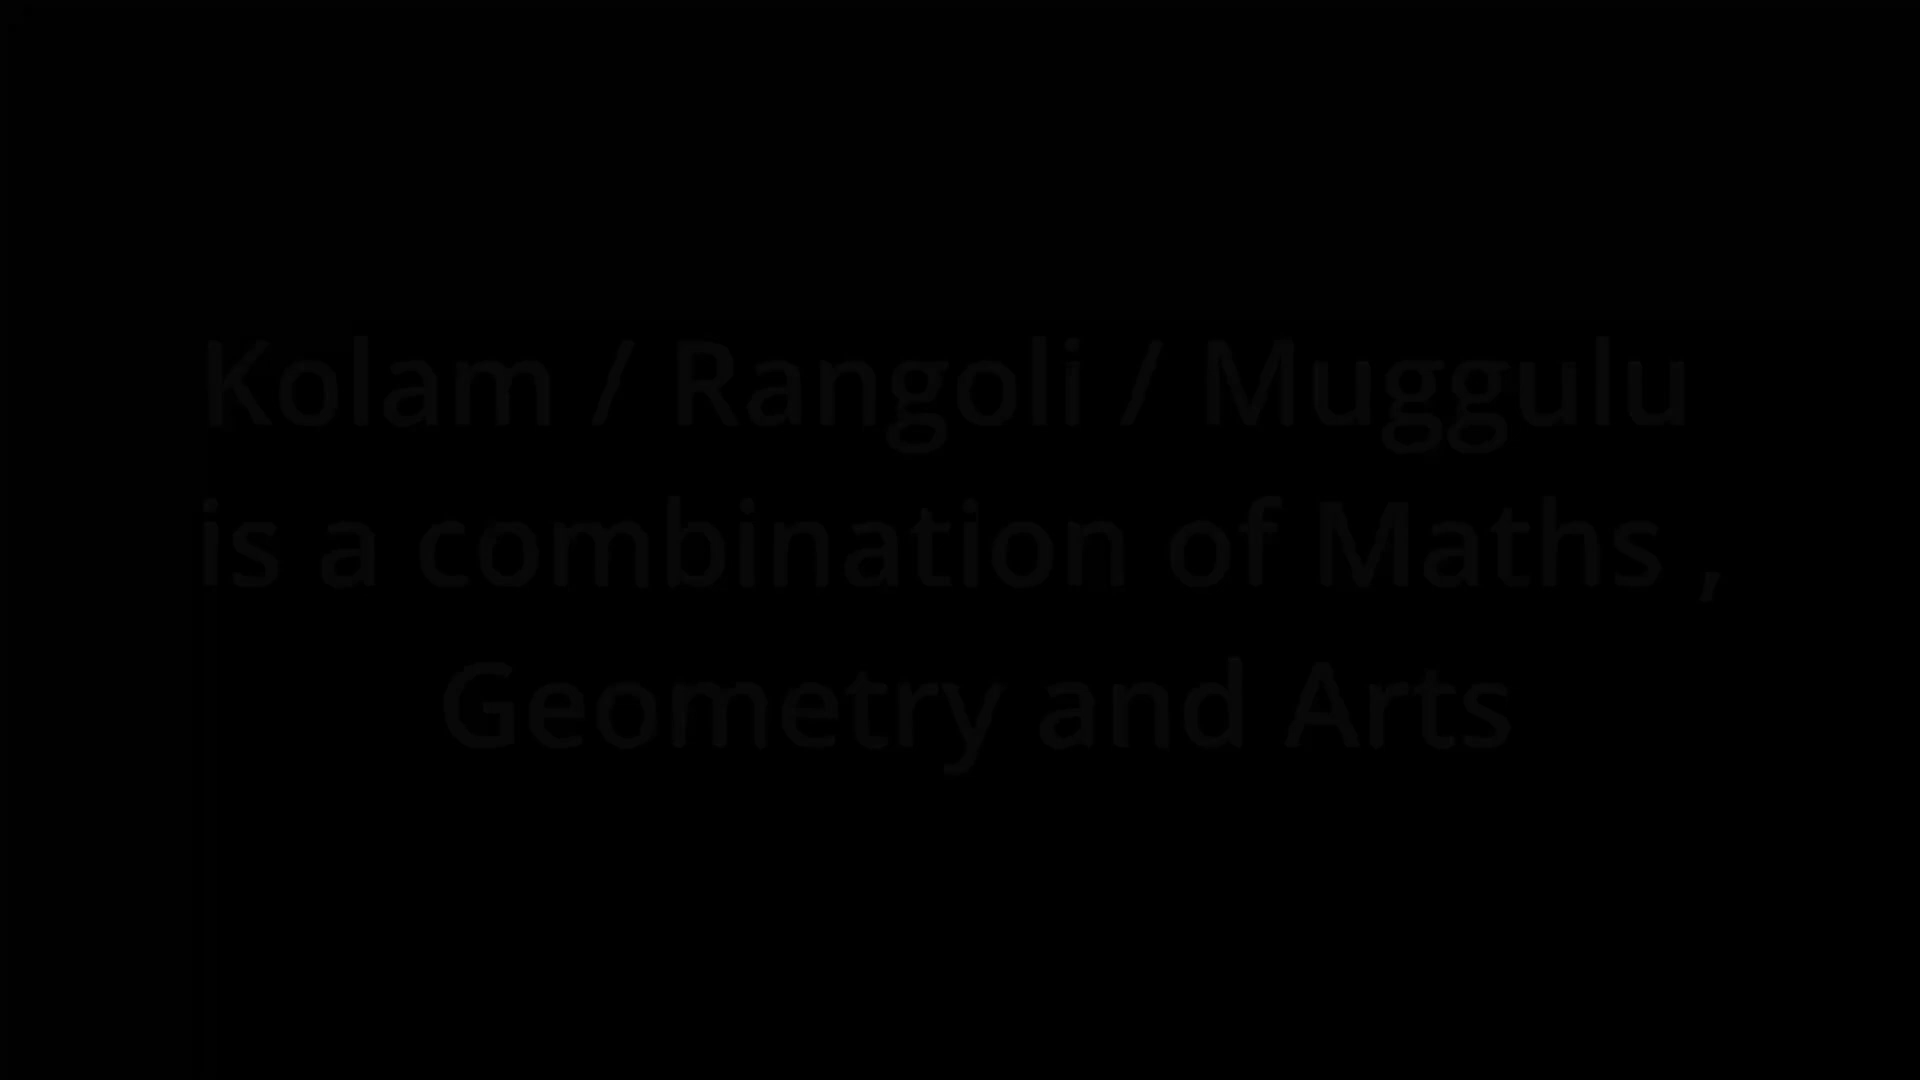 Kolam / Rangoli / Muggulu
is a combination of Maths ,
Geometry and Arts